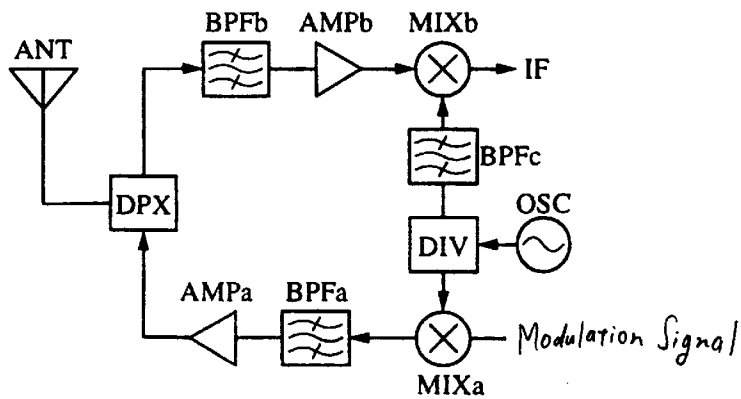 ANT
BPFb
AMPb
MIXb
IF
BPFc
DPX
OSC
DIV
AMPa
BPFa
Modulation Signal
MIXa